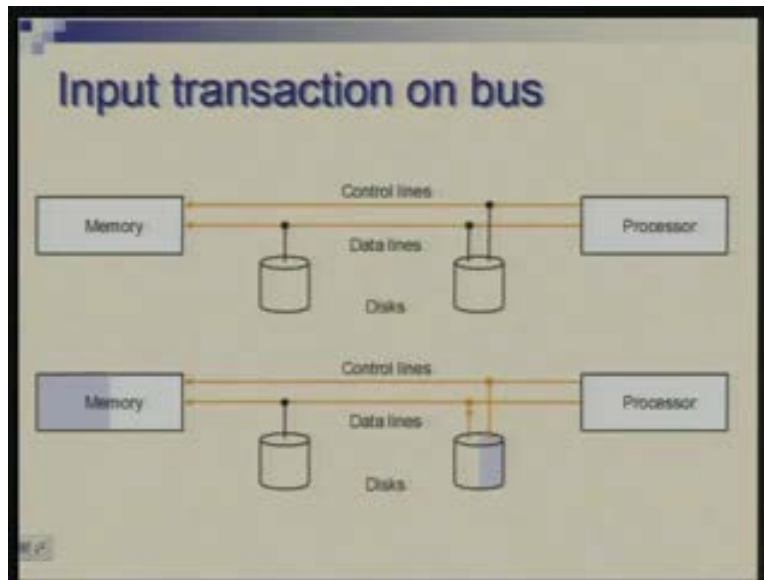 Input transaction on bus
Control lines
Memory
Processor
Data lines
Disks
Control lines
Memory
Processor
Data lines
Disks